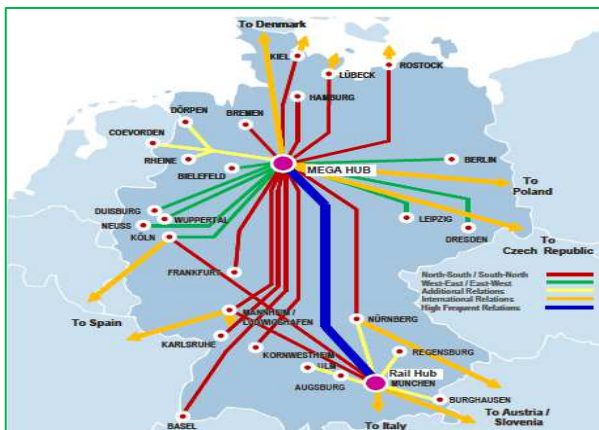 To Denmark
KIEL
ROSTOCK
LÜBECK
HAMBURG
DÖRPEN
BREMEN
COEVORDEN
RHEINE
BERLIN
BIELEFELD
MEGA HUB
To
Poland
DUISBURG
WUPPERTAL
LEIPZIG
NEUSS
DRESDEN
KÖLN
To
Czech Republic
FRANKFURT
North-South / South-North
West-East / East-West
Additional Relations
International Relations
High Frequent Relations
MANNHEIM /
LUDWIGSHAFEN
NÜRNBERG
To Spain
KARLSRUHE
KORNWESTHEIM
REGENSBURG
ULM
Rail Hub
MÜNCHEN
AUGSBURG
BURGHAUSEN
BASEL
To Italy
To Austria /
Slovenia